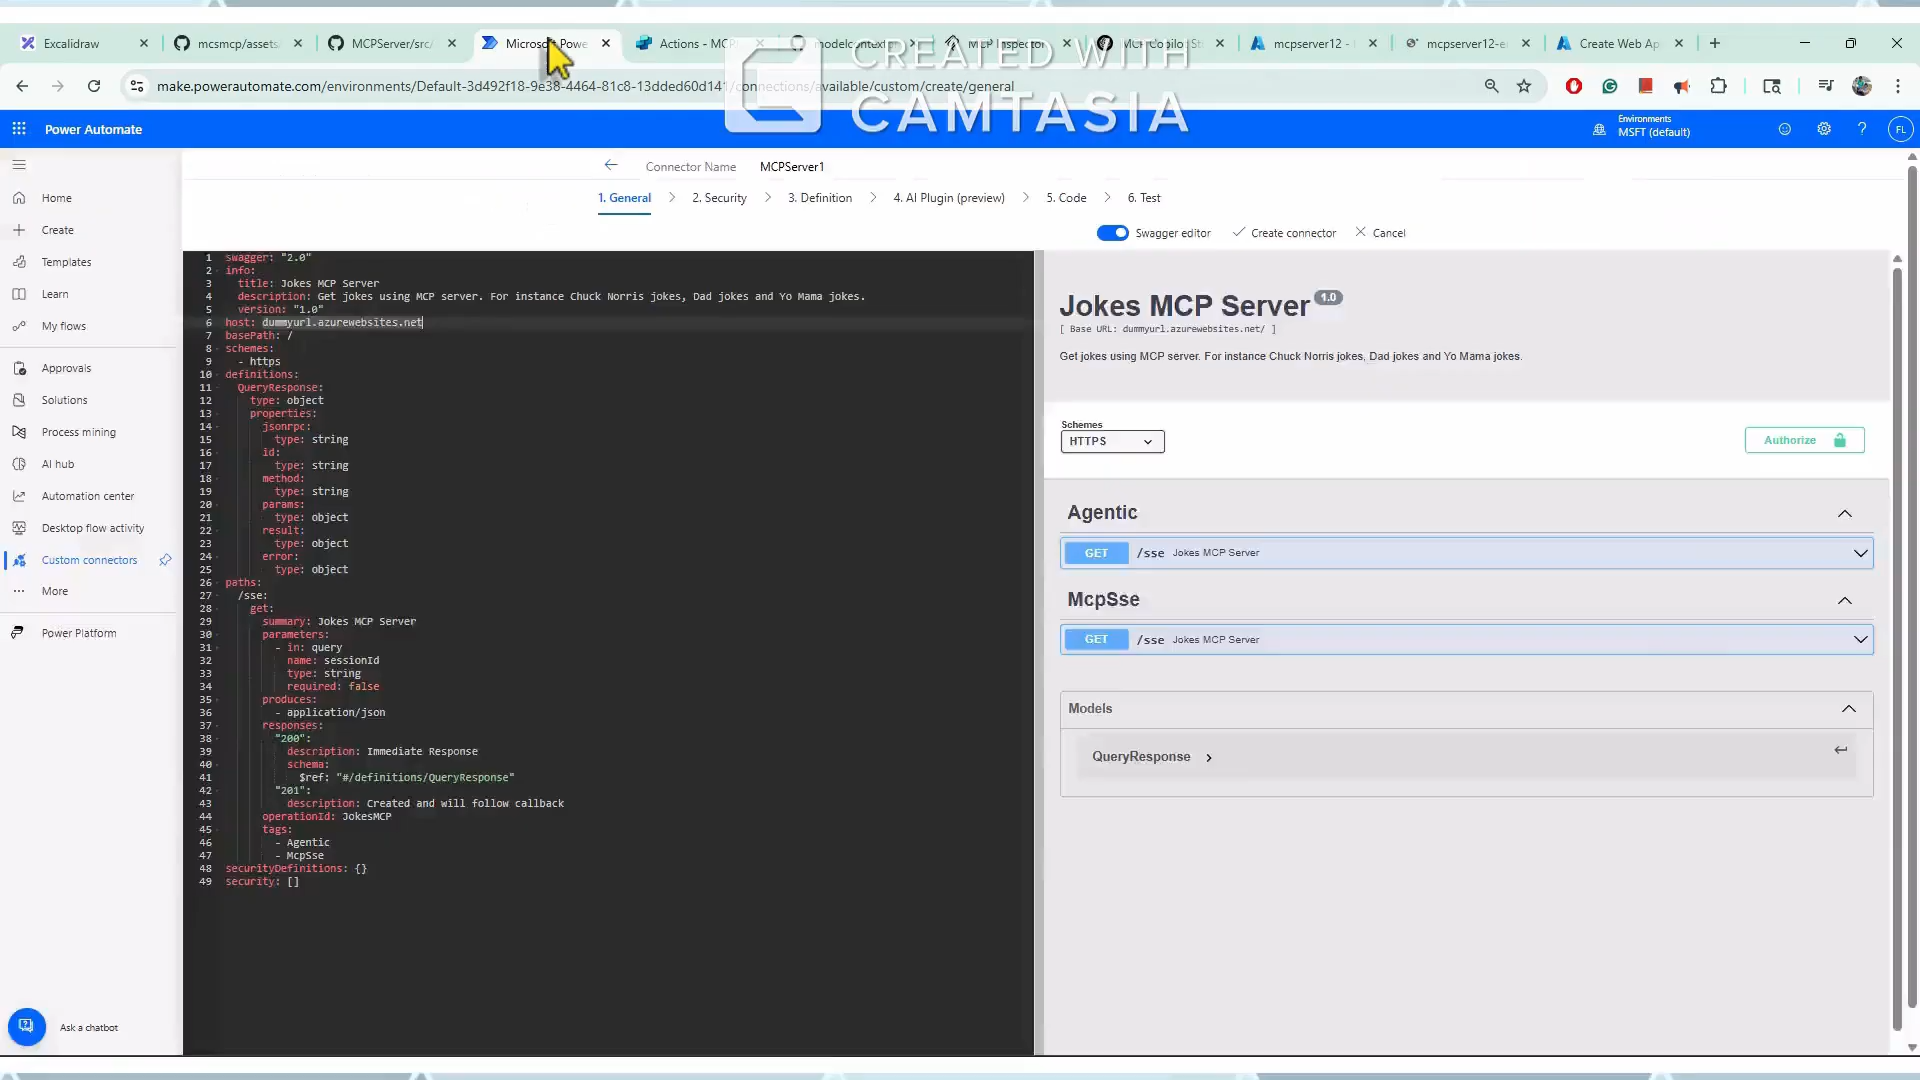 Excalidraw
mcsmcp/assets
MCPServer/src/
Microsoft Powe
Actions - MCP
modelcontextp
MCP Inspector
MCPCopilo
mcpserver12 -
mcpserver12-e
Create Web Ap
CREATED WITH
CAMTASIA
make.powerautomate.com/environments/Default-3d492f18-9e38-4464-81c8-13dded60d141/connections/available/custom/create/general
Power Automate
Environments
MSFT (default)
FL
Connector Name
MCPServer1
1. General
2. Security
3. Definition
4. AI Plugin (preview)
5. Code
6. Test
Swagger editor
Create connector
Cancel
Home
Create
Templates
Learn
My flows
Approvals
Solutions
Process mining
AI hub
Automation center
Desktop flow activity
Custom connectors
More
Power Platform
Ask a chatbot
1 swagger: "2.0"
2 info:
3 title: Jokes MCP Server
4 description: Get jokes using MCP server. For instance Chuck Norris jokes, Dad jokes and Yo Mama jokes.
5 version: "1.0"
6 host: dummyurl.azurewebsites.net
7 basePath: /
8 schemes:
9 - https
10 definitions:
11 QueryResponse:
12 type: object
13 properties:
14 jsonrpc:
15 type: string
16 id:
17 type: string
18 method:
19 type: string
20 params:
21 type: object
22 result:
23 type: object
24 error:
25 type: object
26 paths:
27 /sse:
28 get:
29 summary: Jokes MCP Server
30 parameters:
31 - in: query
32 name: sessionId
33 type: string
34 required: false
35 produces:
36 - application/json
37 responses:
38 "200":
39 description: Immediate Response
40 schema:
41 $ref: "#/definitions/QueryResponse"
42 "201":
43 description: Created and will follow callback
44 operationId: JokesMCP
45 tags:
46 - Agentic
47 - McpSse
48 securityDefinitions: {}
49 security: []
Jokes MCP Server 1.0
[ Base URL: dummyurl.azurewebsites.net/ ]
Get jokes using MCP server. For instance Chuck Norris jokes, Dad jokes and Yo Mama jokes.
Schemes
HTTPS
Authorize
Agentic
GET /sse Jokes MCP Server
McpSse
GET /sse Jokes MCP Server
Models
QueryResponse